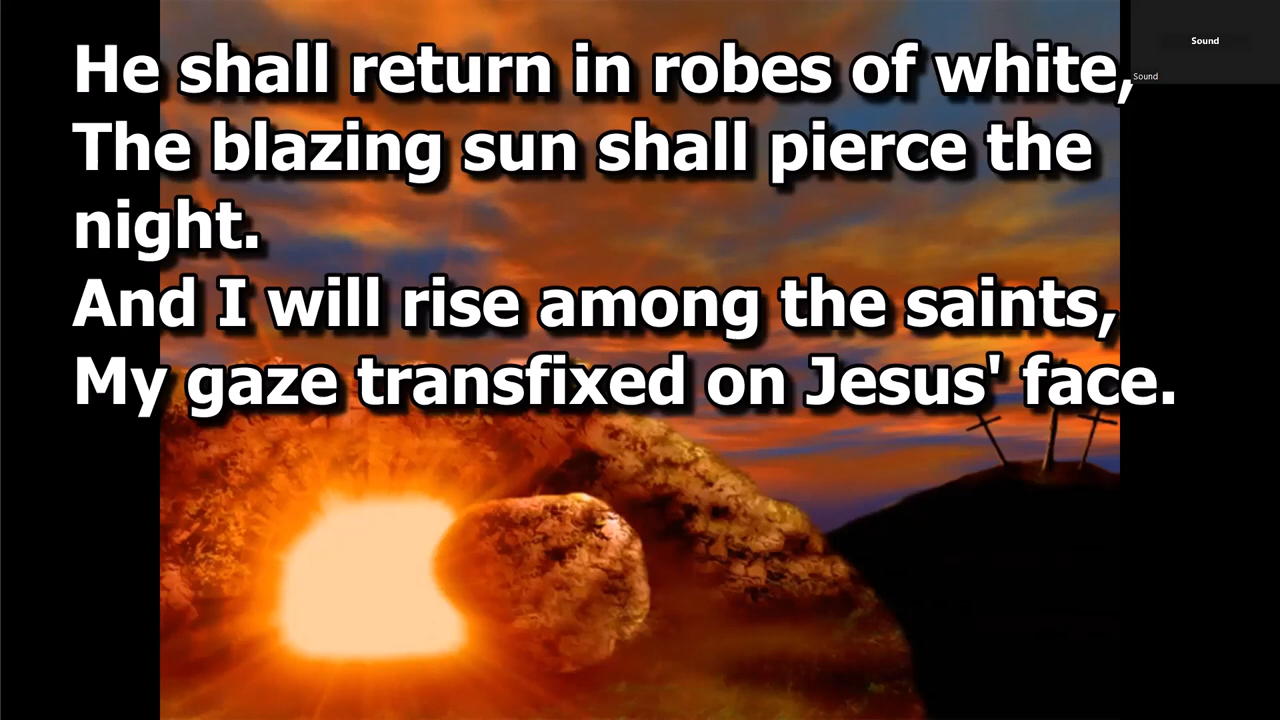 He shall return in robes of white,
The blazing sun shall pierce the
night.
And I will rise among the saints,
My gaze transfixed on Jesus' face.
Sound
Sound